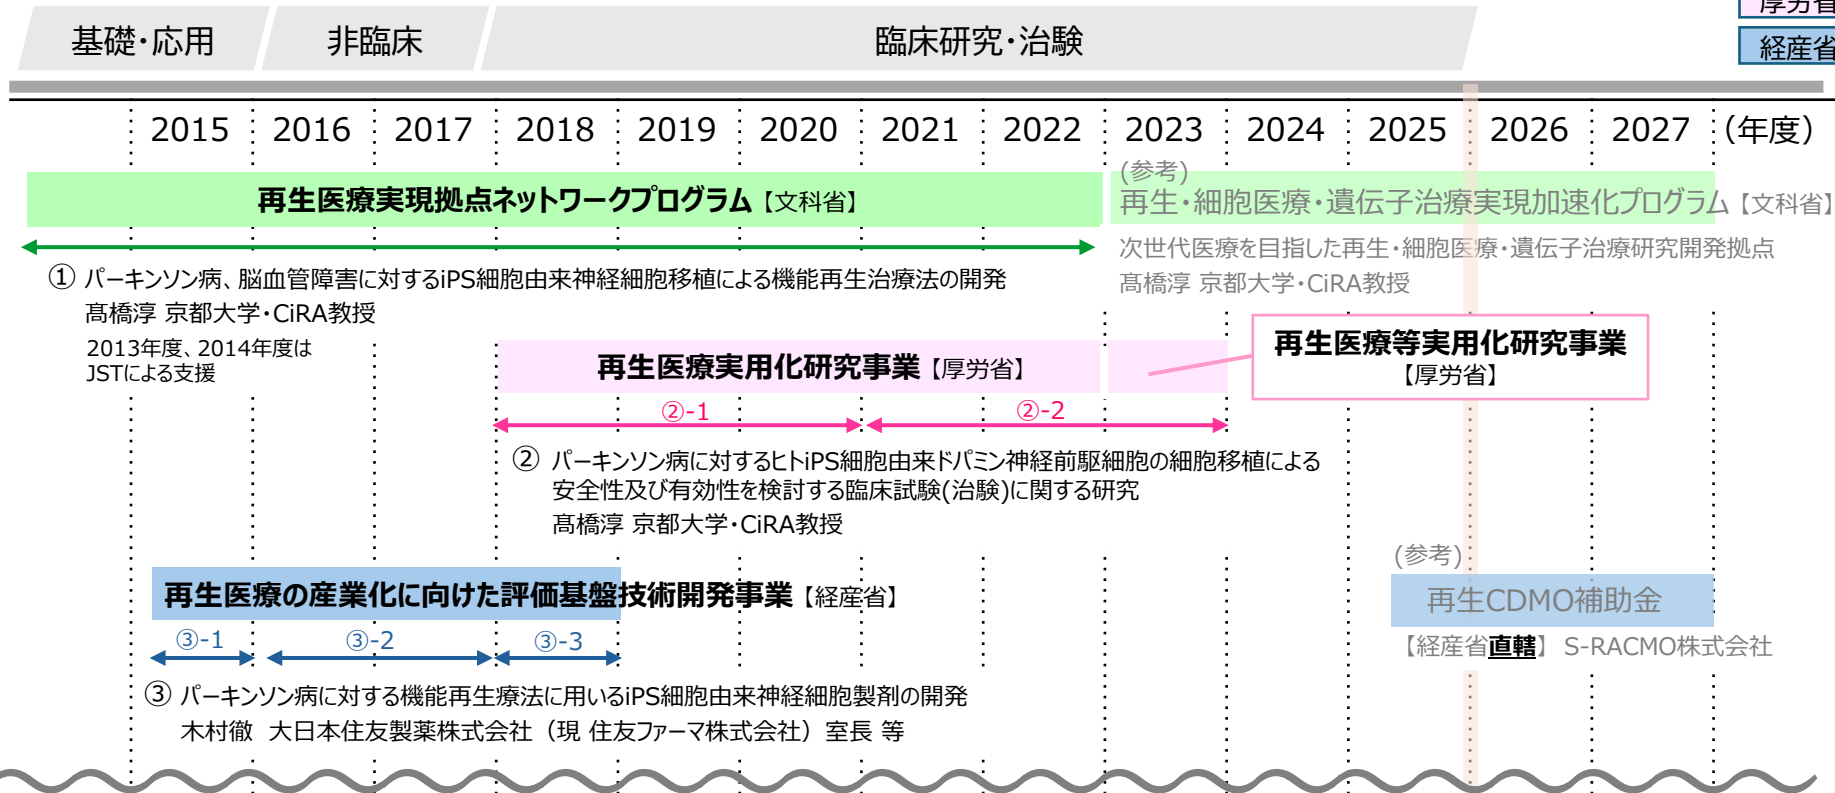 厚労省
経産省
基礎・応用
非臨床
臨床研究・治験
2015 2016 2017 2018 2019 2020 2021 2022 2023 2024 2025 2026 2027 （年度）
再生医療実現拠点ネットワークプログラム【文科省】
(参考)
再生・細胞医療・遺伝子治療実現加速化プログラム【文科省】
次世代医療を目指した再生・細胞医療・遺伝子治療研究開発拠点
髙橋淳 京都大学・CiRA教授
① パーキンソン病、脳血管障害に対するiPS細胞由来神経細胞移植による機能再生治療法の開発
髙橋淳 京都大学・CiRA教授
2013年度、2014年度は
JSTによる支援
再生医療実用化研究事業【厚労省】
再生医療等実用化研究事業
【厚労省】
②-1
②-2
② パーキンソン病に対するヒトiPS細胞由来ドパミン神経前駆細胞の細胞移植による
安全性及び有効性を検討する臨床試験(治験)に関する研究
髙橋淳 京都大学・CiRA教授
再生医療の産業化に向けた評価基盤技術開発事業【経産省】
③-1
③-2
③-3
③ パーキンソン病に対する機能再生療法に用いるiPS細胞由来神経細胞製剤の開発
木村徹 大日本住友製薬株式会社（現 住友ファーマ株式会社）室長 等
(参考)
再生CDMO補助金
【経産省直轄】 S-RACMO株式会社